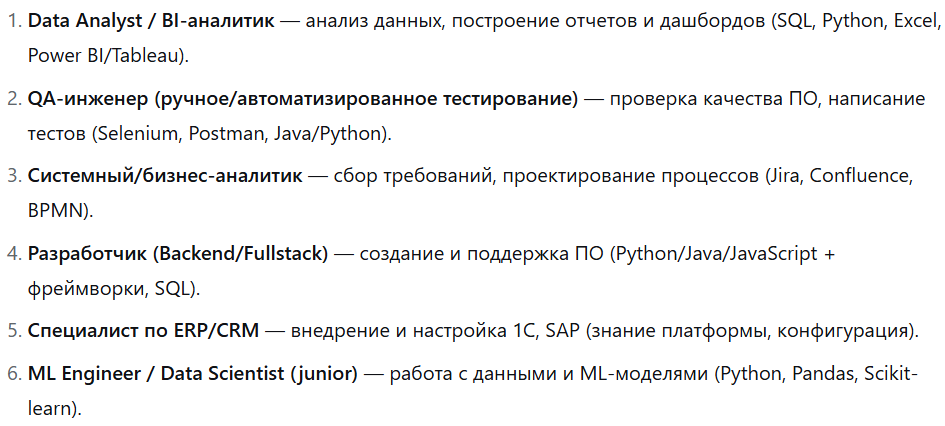 1. Data Analyst / BI-аналитик — анализ данных, построение отчетов и дашбордов (SQL, Python, Excel,
Power BI/Tableau).
2. QA-инженер (ручное/автоматизированное тестирование) — проверка качества ПО, написание
тестов (Selenium, Postman, Java/Python).
3. Системный/бизнес-аналитик — сбор требований, проектирование процессов (Jira, Confluence,
BPMN).
4. Разработчик (Backend/Fullstack) — создание и поддержка ПО (Python/Java/JavaScript +
фреймворки, SQL).
5. Специалист по ERP/CRM — внедрение и настройка 1С, SAP (знание платформы, конфигурация).
6. ML Engineer / Data Scientist (junior) — работа с данными и ML-моделями (Python, Pandas, Scikit-
learn).